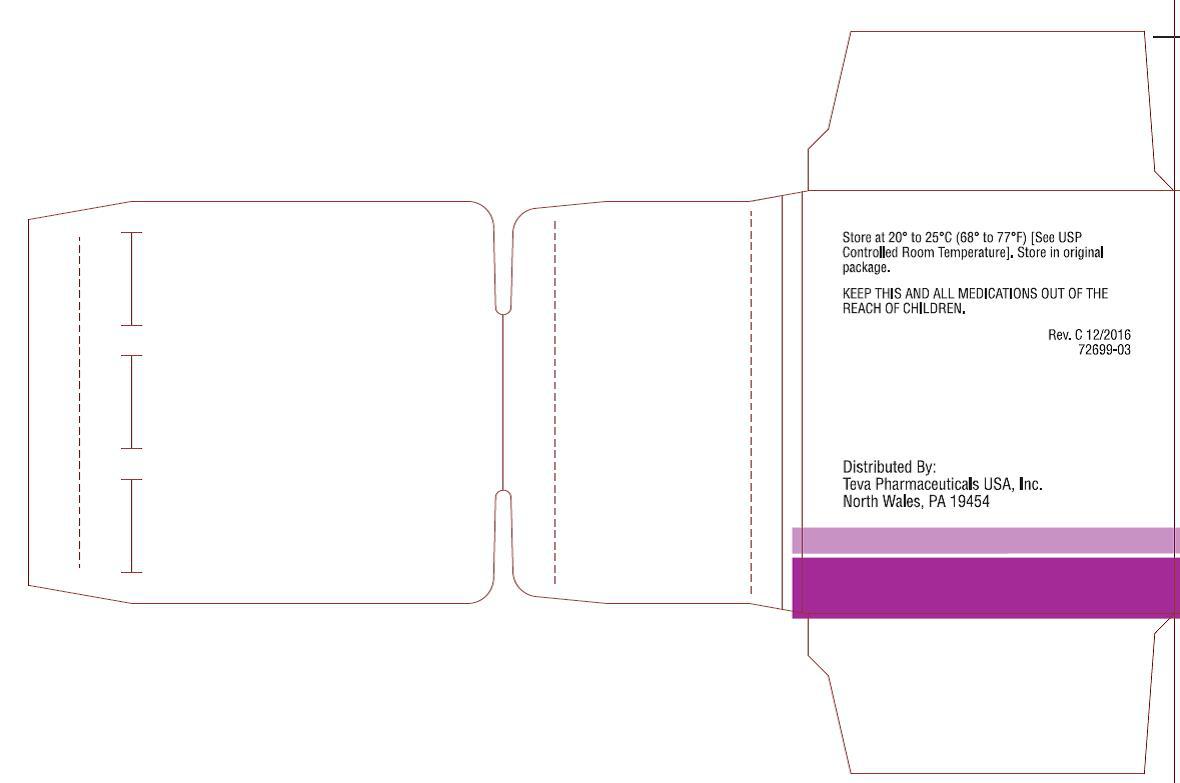 Store at 20° to 25°C (68° to 77°F) [See USP
Controlled Room Temperature]. Store in original
package.
KEEP THIS AND ALL MEDICATIONS OUT OF THE
REACH OF CHILDREN.
Rev. C 12/2016
72699-03
Distributed By:
Teva Pharmaceuticals USA, Inc.
North Wales, PA 19454